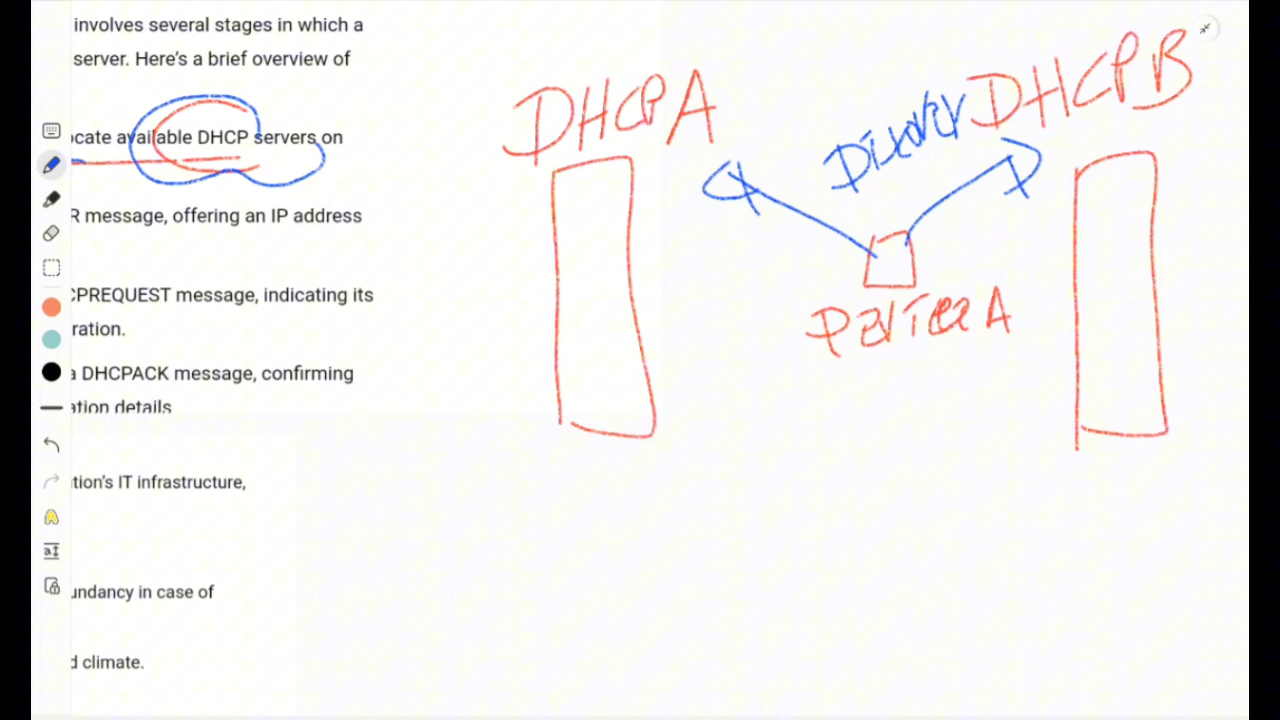 involves several stages in which a
server. Here's a brief overview of
ocate available DHCP servers on
R message, offering an IP address
CPREQUEST message, indicating its
ration.
a DHCPACK message, confirming
ation details
tion's IT infrastructure,
undancy in case of
d climate.
DHCP A
DISCOVER
DHCP B